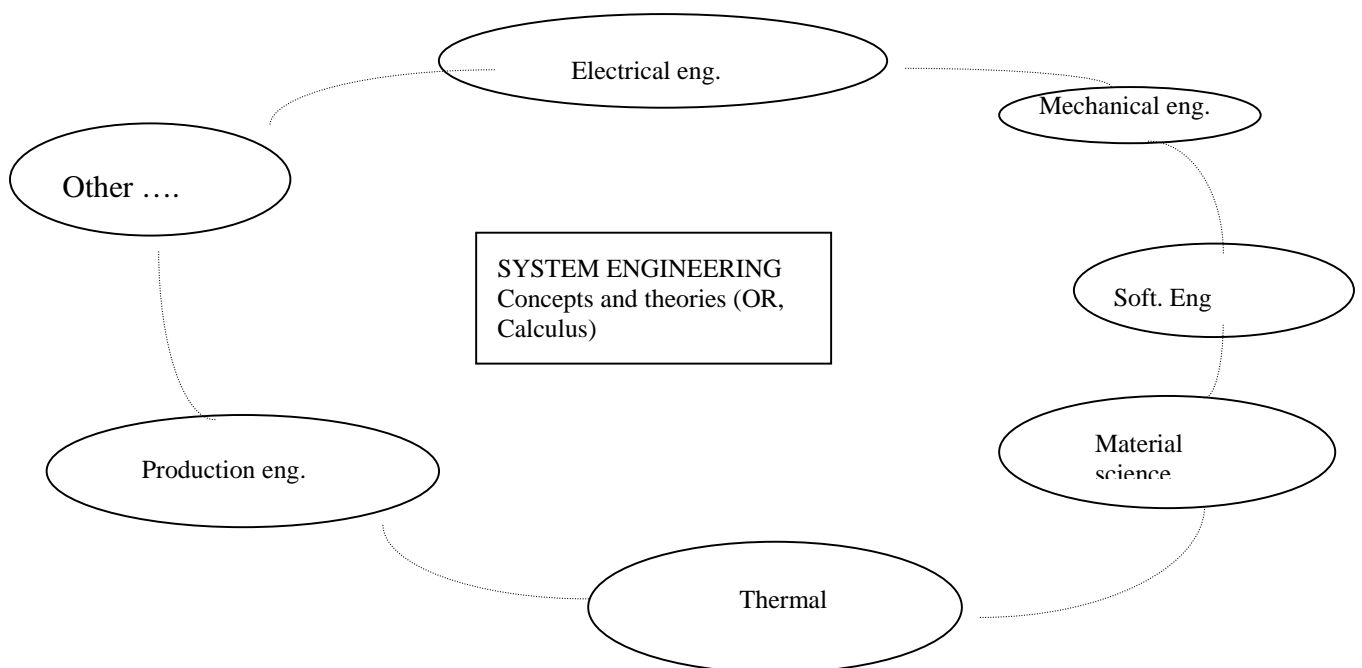 Electrical eng.
Mechanical eng.
Other ....
SYSTEM ENGINEERING
Concepts and theories (OR,
Calculus)
Soft. Eng
Material
science
Production eng.
Thermal